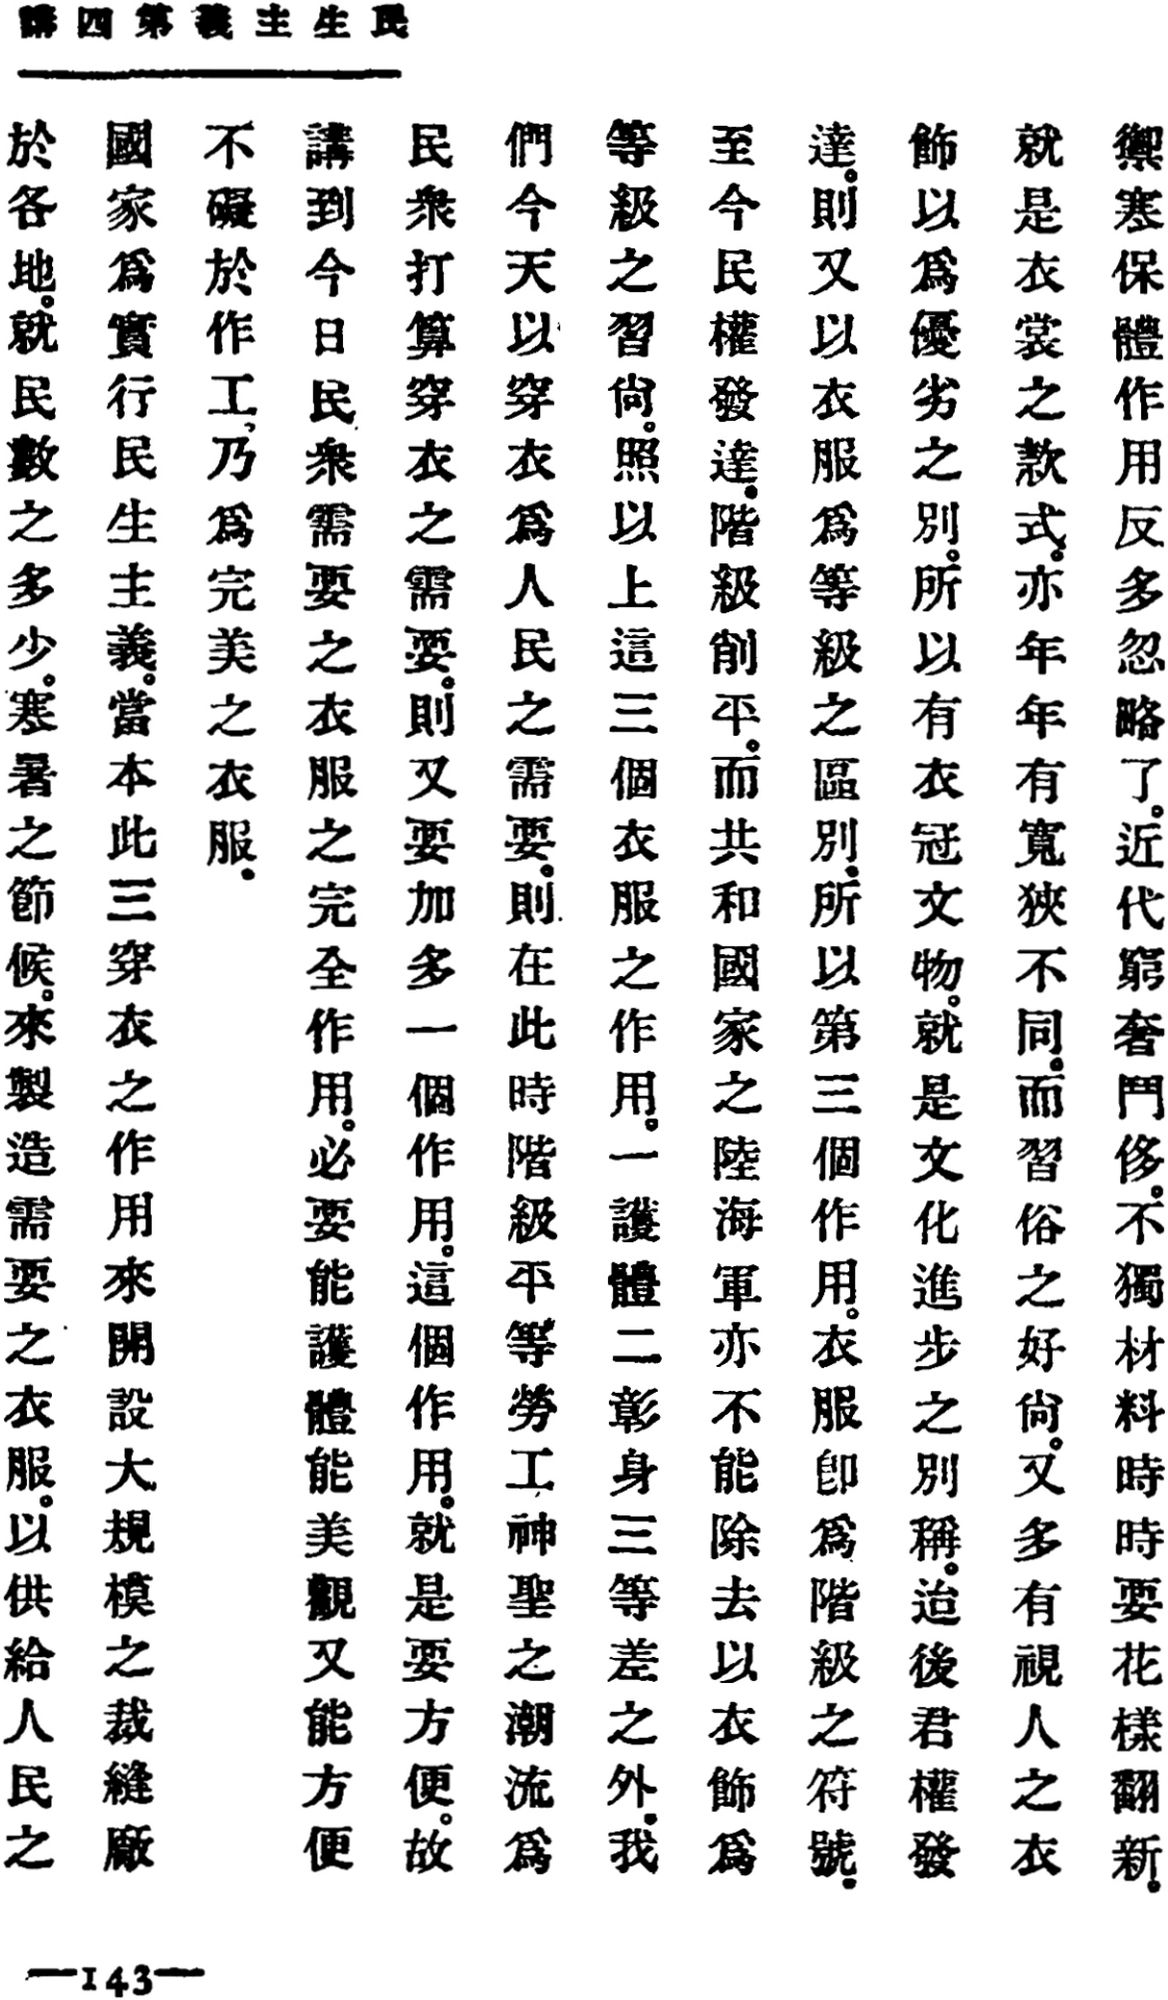 民生主義第四講
禦寒保體作用反多忽略了。近代窮奢鬥侈。不獨材料時時要花樣翻新。
就是衣裳之欵式。亦年年有寬狹不同。而習俗之好尙。又多有視人之衣
飾以爲優劣之別。所以有衣冠文物。就是文化進步之別稱。迨後君權發
達。則又以衣服爲等級之區別。所以第三個作用。衣服卽爲階級之符號。
至今民權發達。階級削平。而共和國家之陸海軍亦不能除去以衣飾爲
等級之習尙。照以上這三個衣服之作用。一護體二彰身三等差之外。我
們今天以穿衣爲人民之需要。則在此時階級平等勞工神聖之潮流爲
民衆打算穿衣之需要。則又要加多一個作用。這個作用。就是要方便。故
講到今日民衆需要之衣服之完全作用。必要能護體能美觀又能方便
不礙於作工、乃爲完美之衣服。
國家爲實行民生主義。當本此三穿衣之作用來開設大規模之裁縫廠
於各地。就民數之多少。寒暑之節候。來製造需要之衣服。以供給人民之
—143—